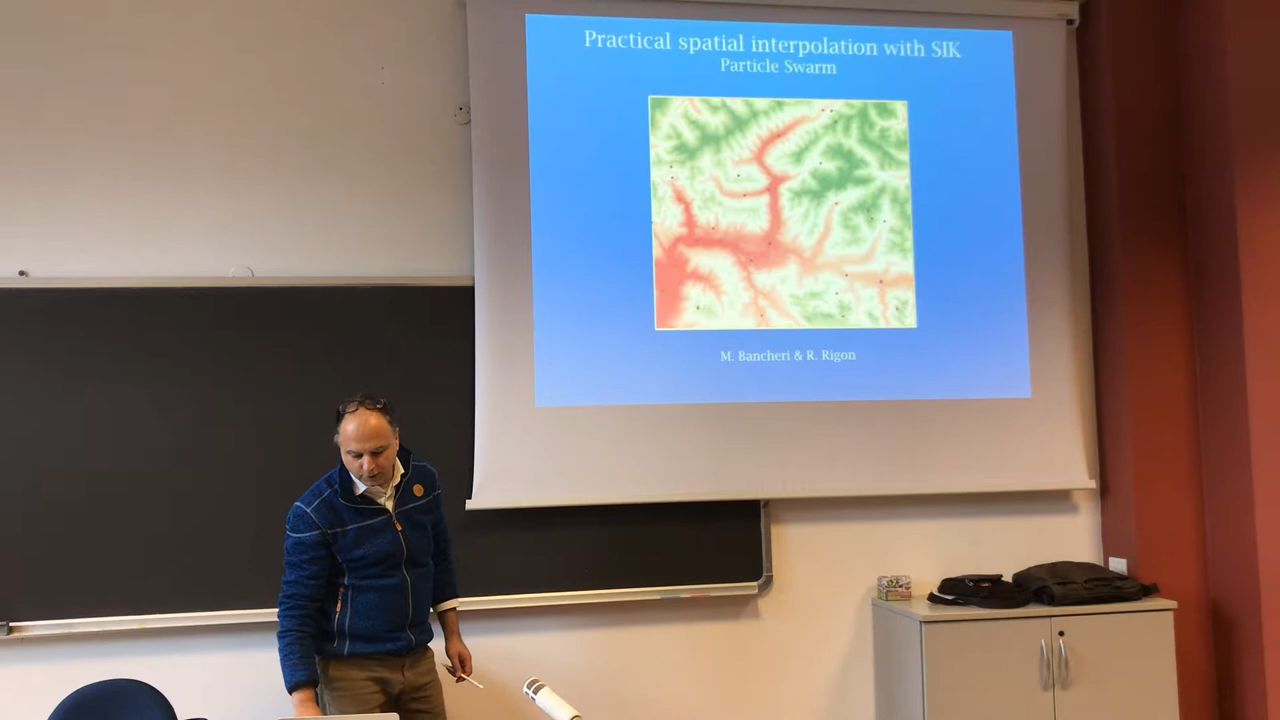 Practical spatial interpolation with SIK
Particle Swarm
M. Bancheri & R. Rigon